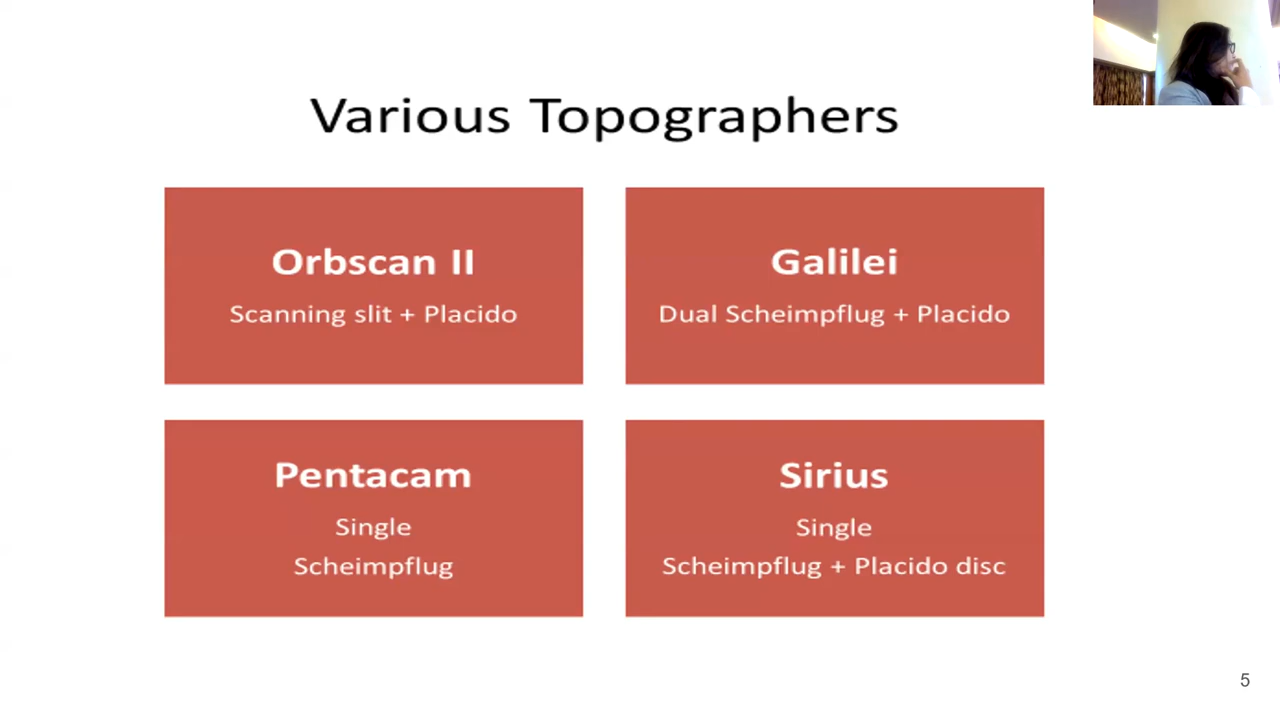 Various Topographers
Orbscan II
Scanning slit + Placido
Galilei
Dual Scheimpflug + Placido
Pentacam
Single
Scheimpflug
Sirius
Single
Scheimpflug + Placido disc
5